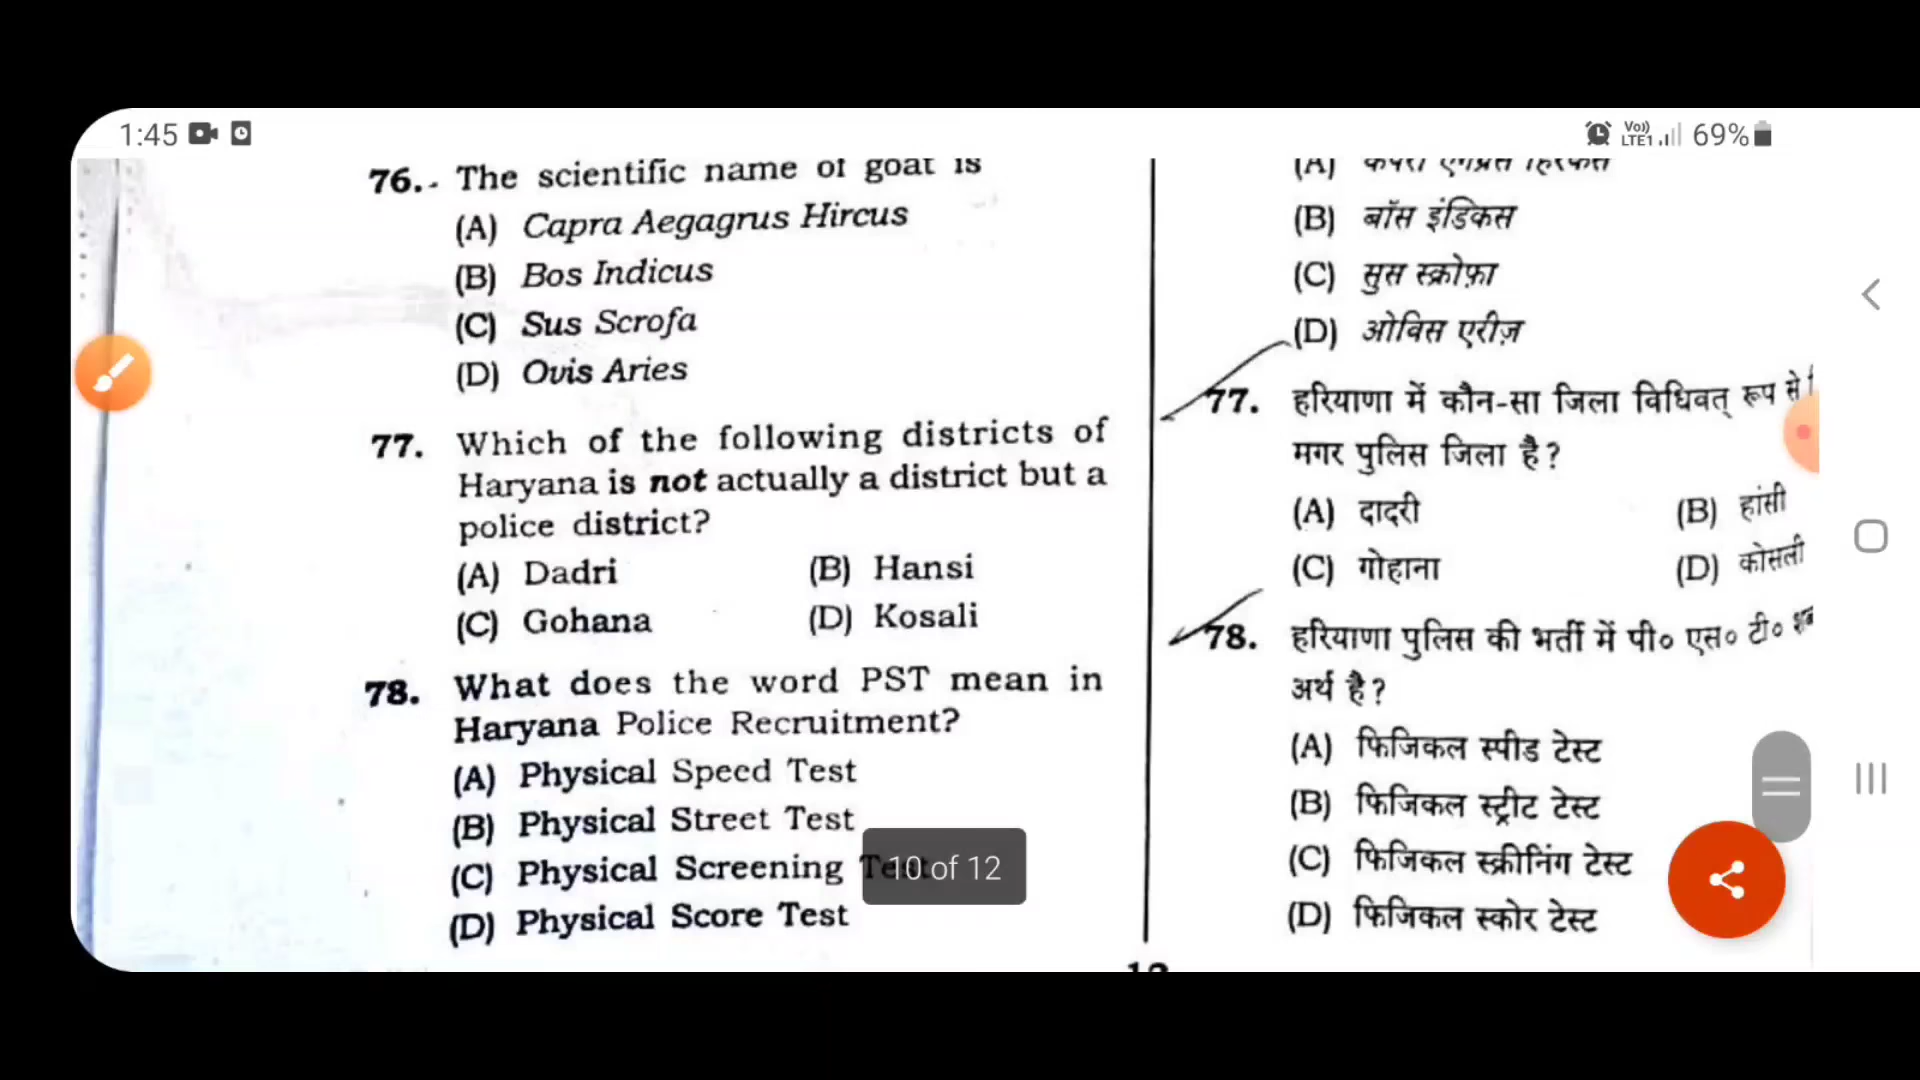 1:45
Vo)) LTE1 69%
76. The scientific name of goat is
(A) Capra Aegagrus Hircus
(B) Bos Indicus
(C) Sus Scrofa
(D) Ovis Aries
77. Which of the following districts of
Haryana is not actually a district but a
police district?
(A) Dadri (B) Hansi
(C) Gohana (D) Kosali
78. What does the word PST mean in
Haryana Police Recruitment?
(A) Physical Speed Test
(B) Physical Street Test
(C) Physical Screening
(D) Physical Score Test
10 of 12
(A)
(B) बॉस इंडिकस
(C) सुस स्क्रोफ़ा
(D) ओविस एरीज़
77. हरियाणा में कौन-सा जिला विधिवत् रूप से
मगर पुलिस जिला है?
(A) दादरी (B) हांसी
(C) गोहाना (D) कोसली
78. हरियाणा पुलिस की भर्ती में पी० एस० टी०
अर्थ है?
(A) फिजिकल स्पीड टेस्ट
(B) फिजिकल स्ट्रीट टेस्ट
(C) फिजिकल स्क्रीनिंग टेस्ट
(D) फिजिकल स्कोर टेस्ट